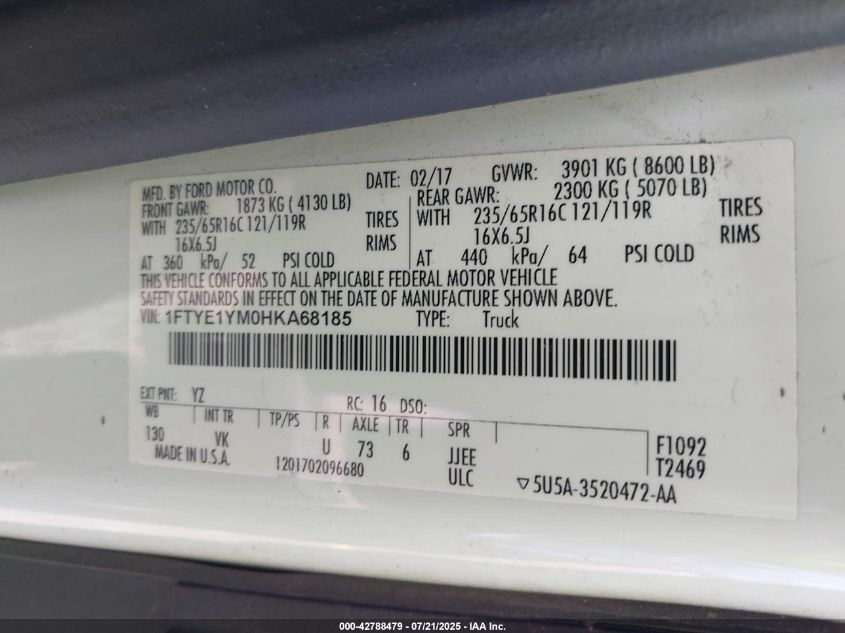 MFD. BY FORD MOTOR CO. DATE: 02/17 GVWR: 3901 KG ( 8600 LB)
FRONT GAWR: 1873 KG ( 4130 LB) REAR GAWR: 2300 KG ( 5070 LB)
WITH 235/65R16C 121/119R TIRES WITH 235/65R16C 121/119R TIRES
16X6.5J RIMS 16X6.5J RIMS
AT 360 kPa/ 52 PSI COLD AT 440 kPa/ 64 PSI COLD
THIS VEHICLE CONFORMS TO ALL APPLICABLE FEDERAL MOTOR VEHICLE
SAFETY STANDARDS IN EFFECT ON THE DATE OF MANUFACTURE SHOWN ABOVE.
VIN: 1FTYE1YM0HKA68185 TYPE: Truck
EXT PNT: YZ RC: 16 DSO:
WB INT TR TP/PS R AXLE TR SPR
130 VK U 73 6 JJEE F1092
MADE IN U.S.A. 1201702096680 ULC T2469
▽5U5A-3520472-AA
000-42788479 - 07/21/2025 - IAA Inc.